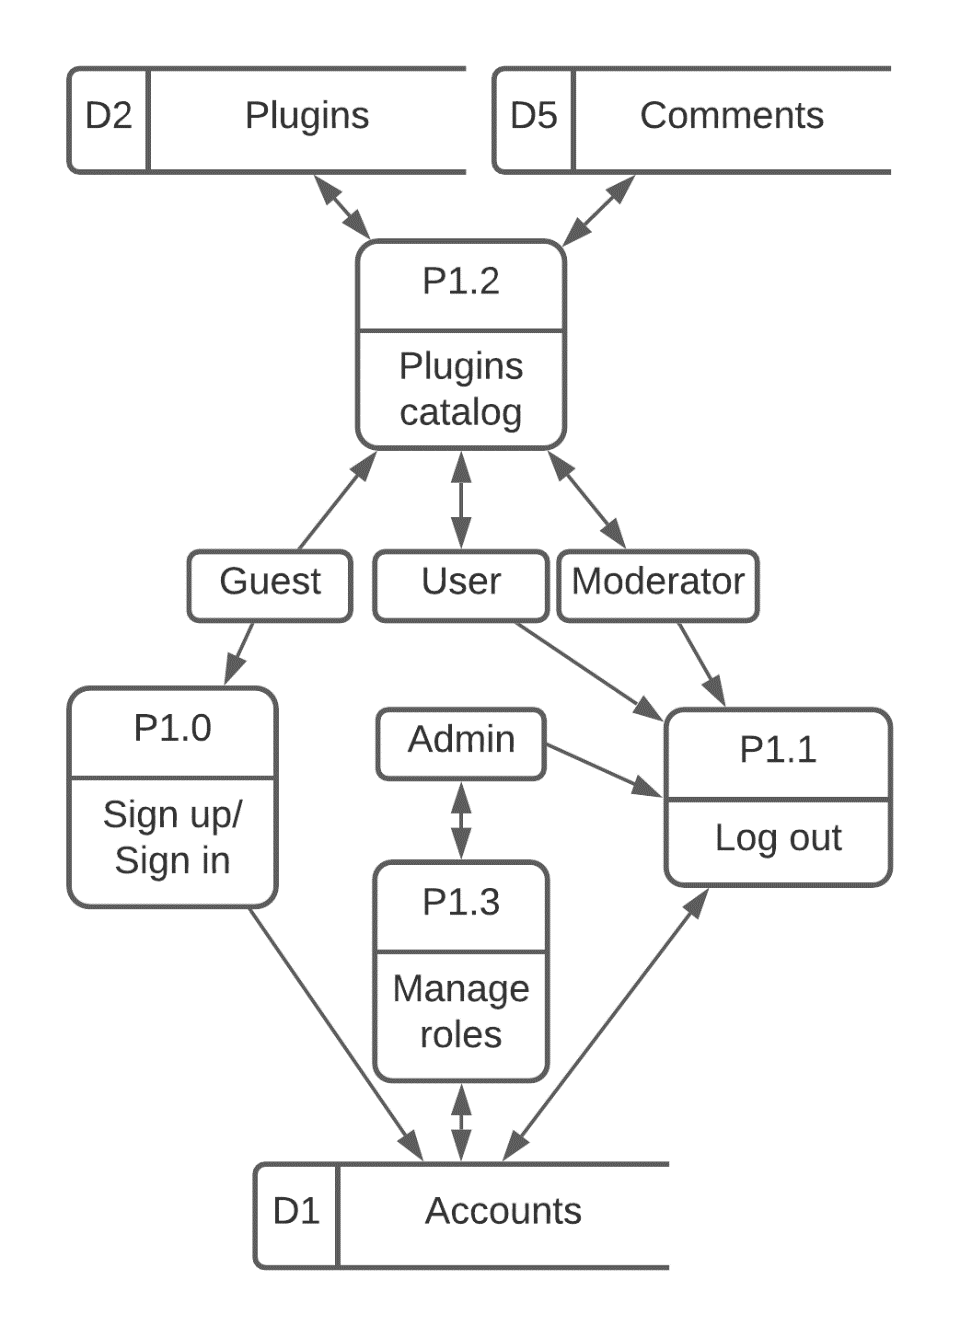 D2
Plugins
D5
Comments
P1.2
Plugins
catalog
Guest
User
Moderator
P1.0
Sign up/
Sign in
Admin
P1.1
Log out
P1.3
Manage
roles
D1
Accounts